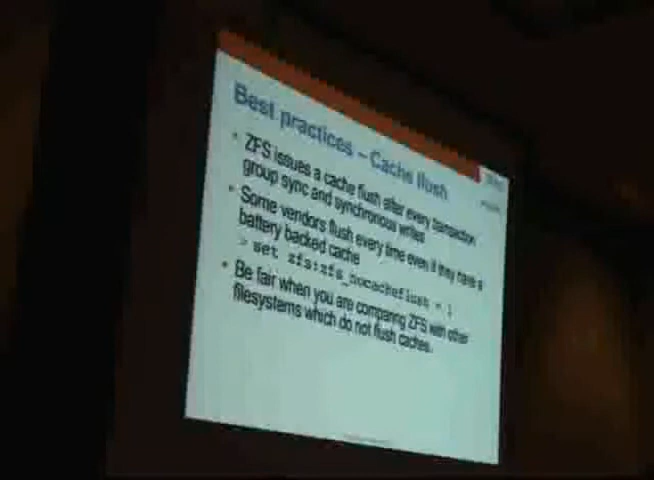 Best practices – Cache flush
• ZFS issues a cache flush after every transaction
group sync and synchronous writes
• Some vendors flush every time even if they have a
battery backed cache
> set zfs:zfs_nocacheflush = 1
• Be fair when you are comparing ZFS with other
filesystems which do not flush caches.